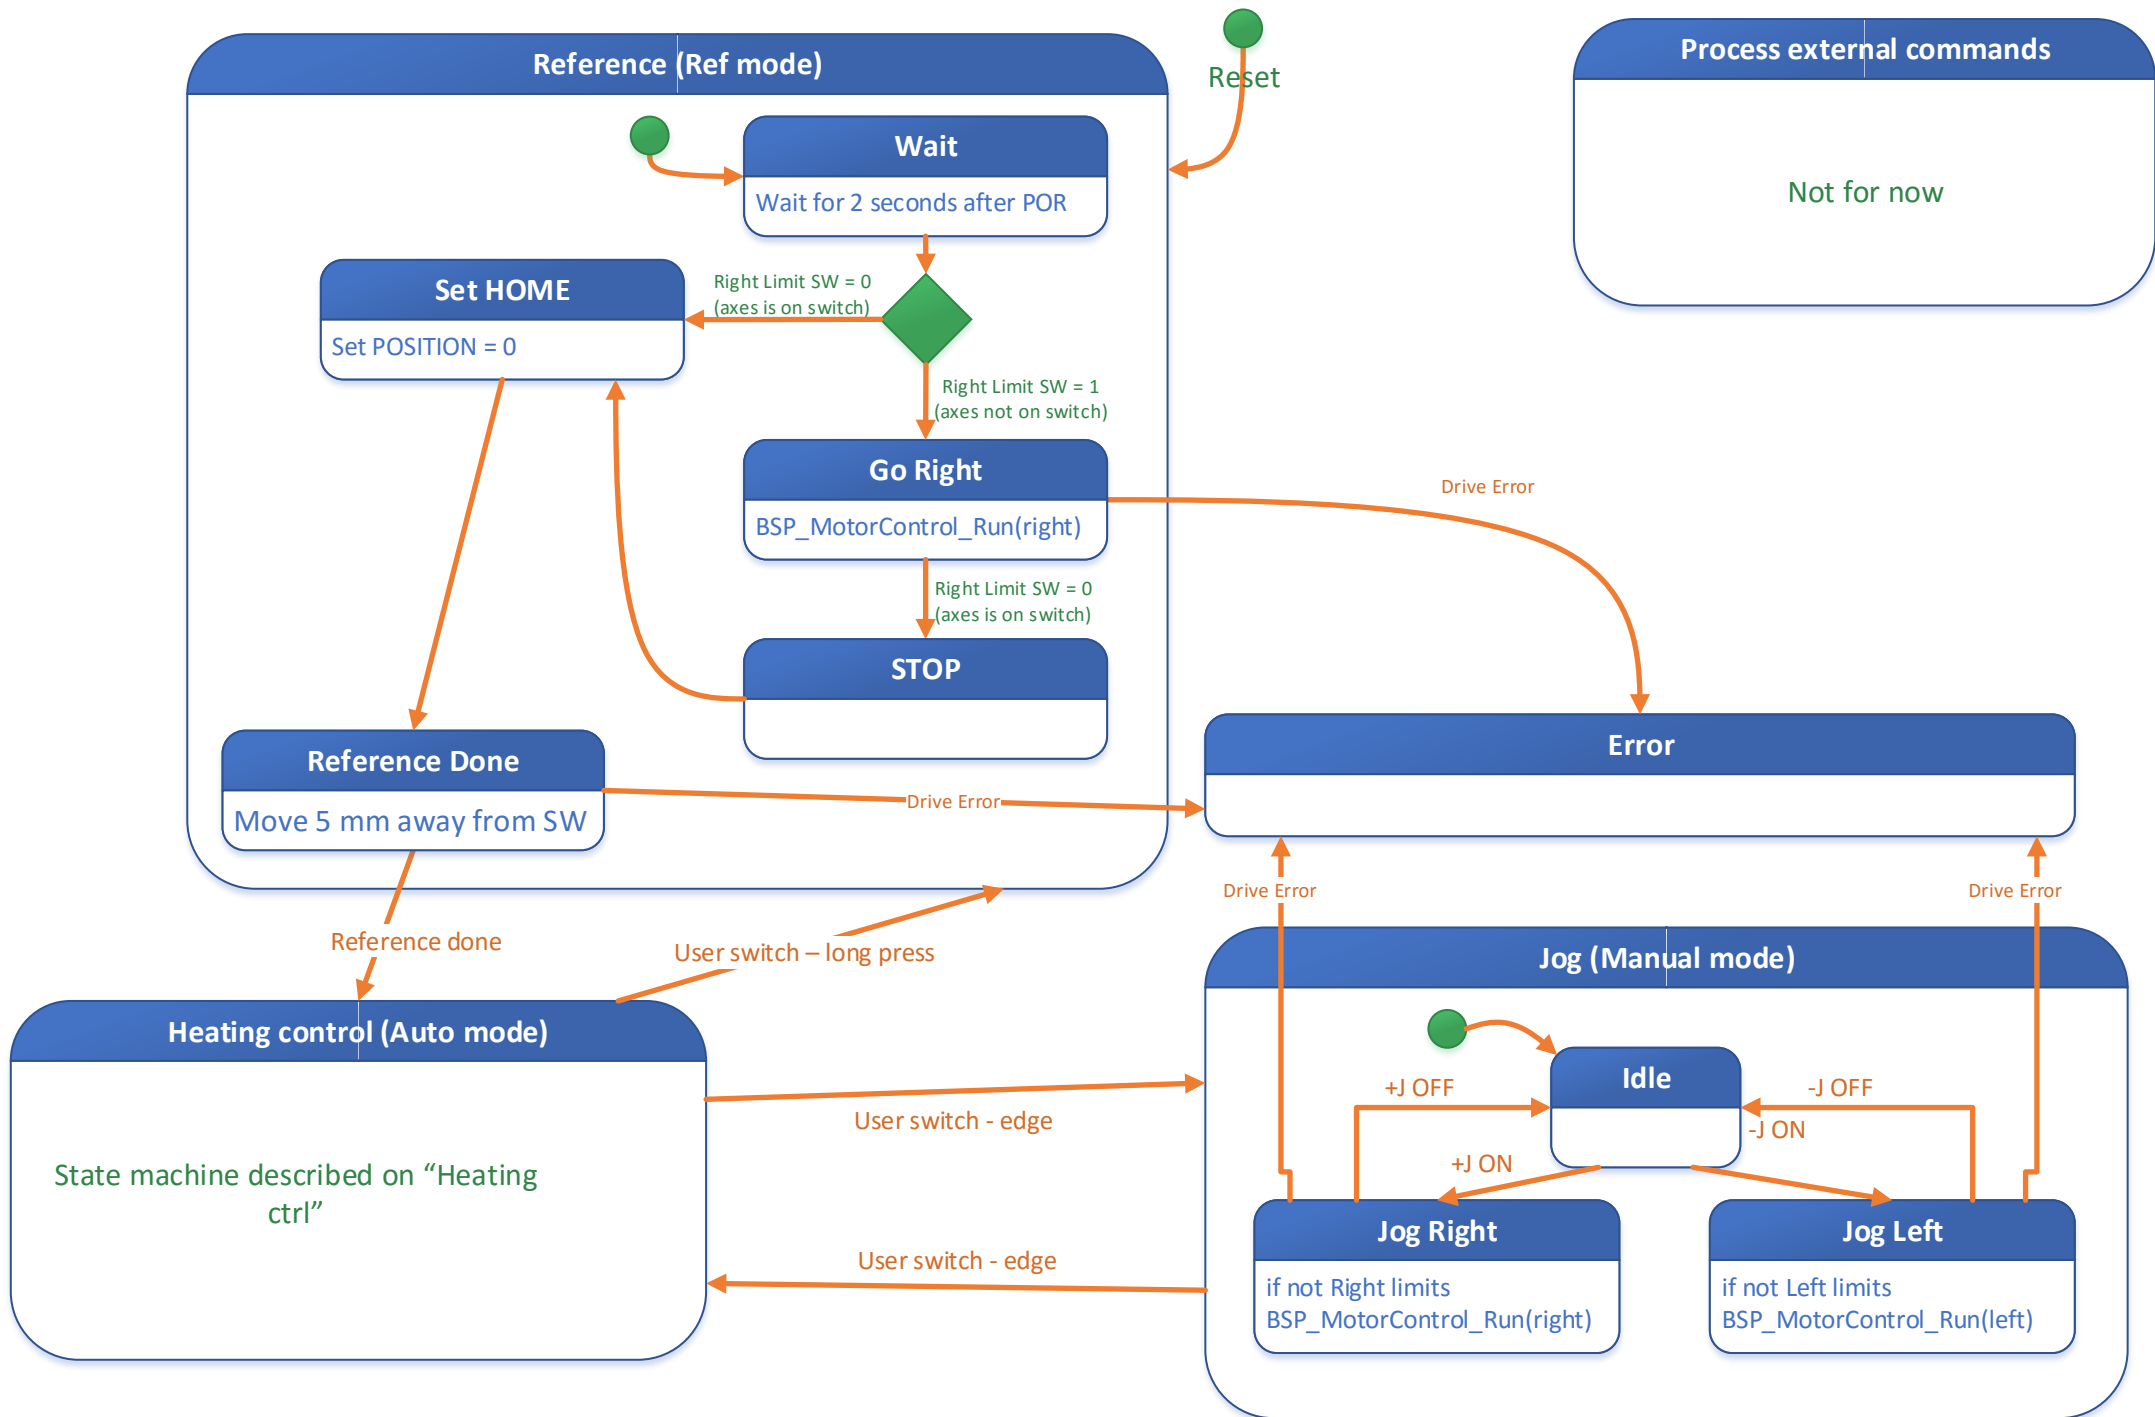 Reference (Ref mode)
Reset
Process external commands
Not for now
Wait
Wait for 2 seconds after POR
Set HOME
Set POSITION = 0
Right Limit SW = 0
(axes is on switch)
Right Limit SW = 1
(axes not on switch)
Go Right
BSP_MotorControl_Run(right)
Drive Error
Right Limit SW = 0
(axes is on switch)
STOP
Reference Done
Move 5 mm away from SW
Drive Error
Error
Drive Error
Drive Error
Reference done
User switch – long press
Heating control (Auto mode)
State machine described on “Heating
ctrl”
User switch - edge
User switch - edge
Jog (Manual mode)
Idle
+J OFF
-J OFF
-J ON
+J ON
Jog Right
if not Right limits
BSP_MotorControl_Run(right)
Jog Left
if not Left limits
BSP_MotorControl_Run(left)